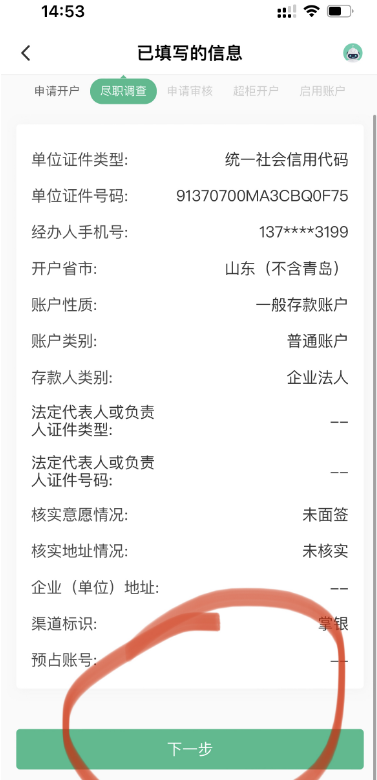 14:53
已填写的信息
申请开户 尽职调查 申请审核 超柜开户 启用账户
单位证件类型: 统一社会信用代码
单位证件号码: 91370700MA3CBQ0F75
经办人手机号: 137****3199
开户省市: 山东（不含青岛）
账户性质: 一般存款账户
账户类别: 普通账户
存款人类别: 企业法人
法定代表人或负责
人证件类型: --
法定代表人或负责
人证件号码: --
核实意愿情况: 未面签
核实地址情况: 未核实
企业（单位）地址: --
渠道标识: 掌银
预占账号: --
下一步